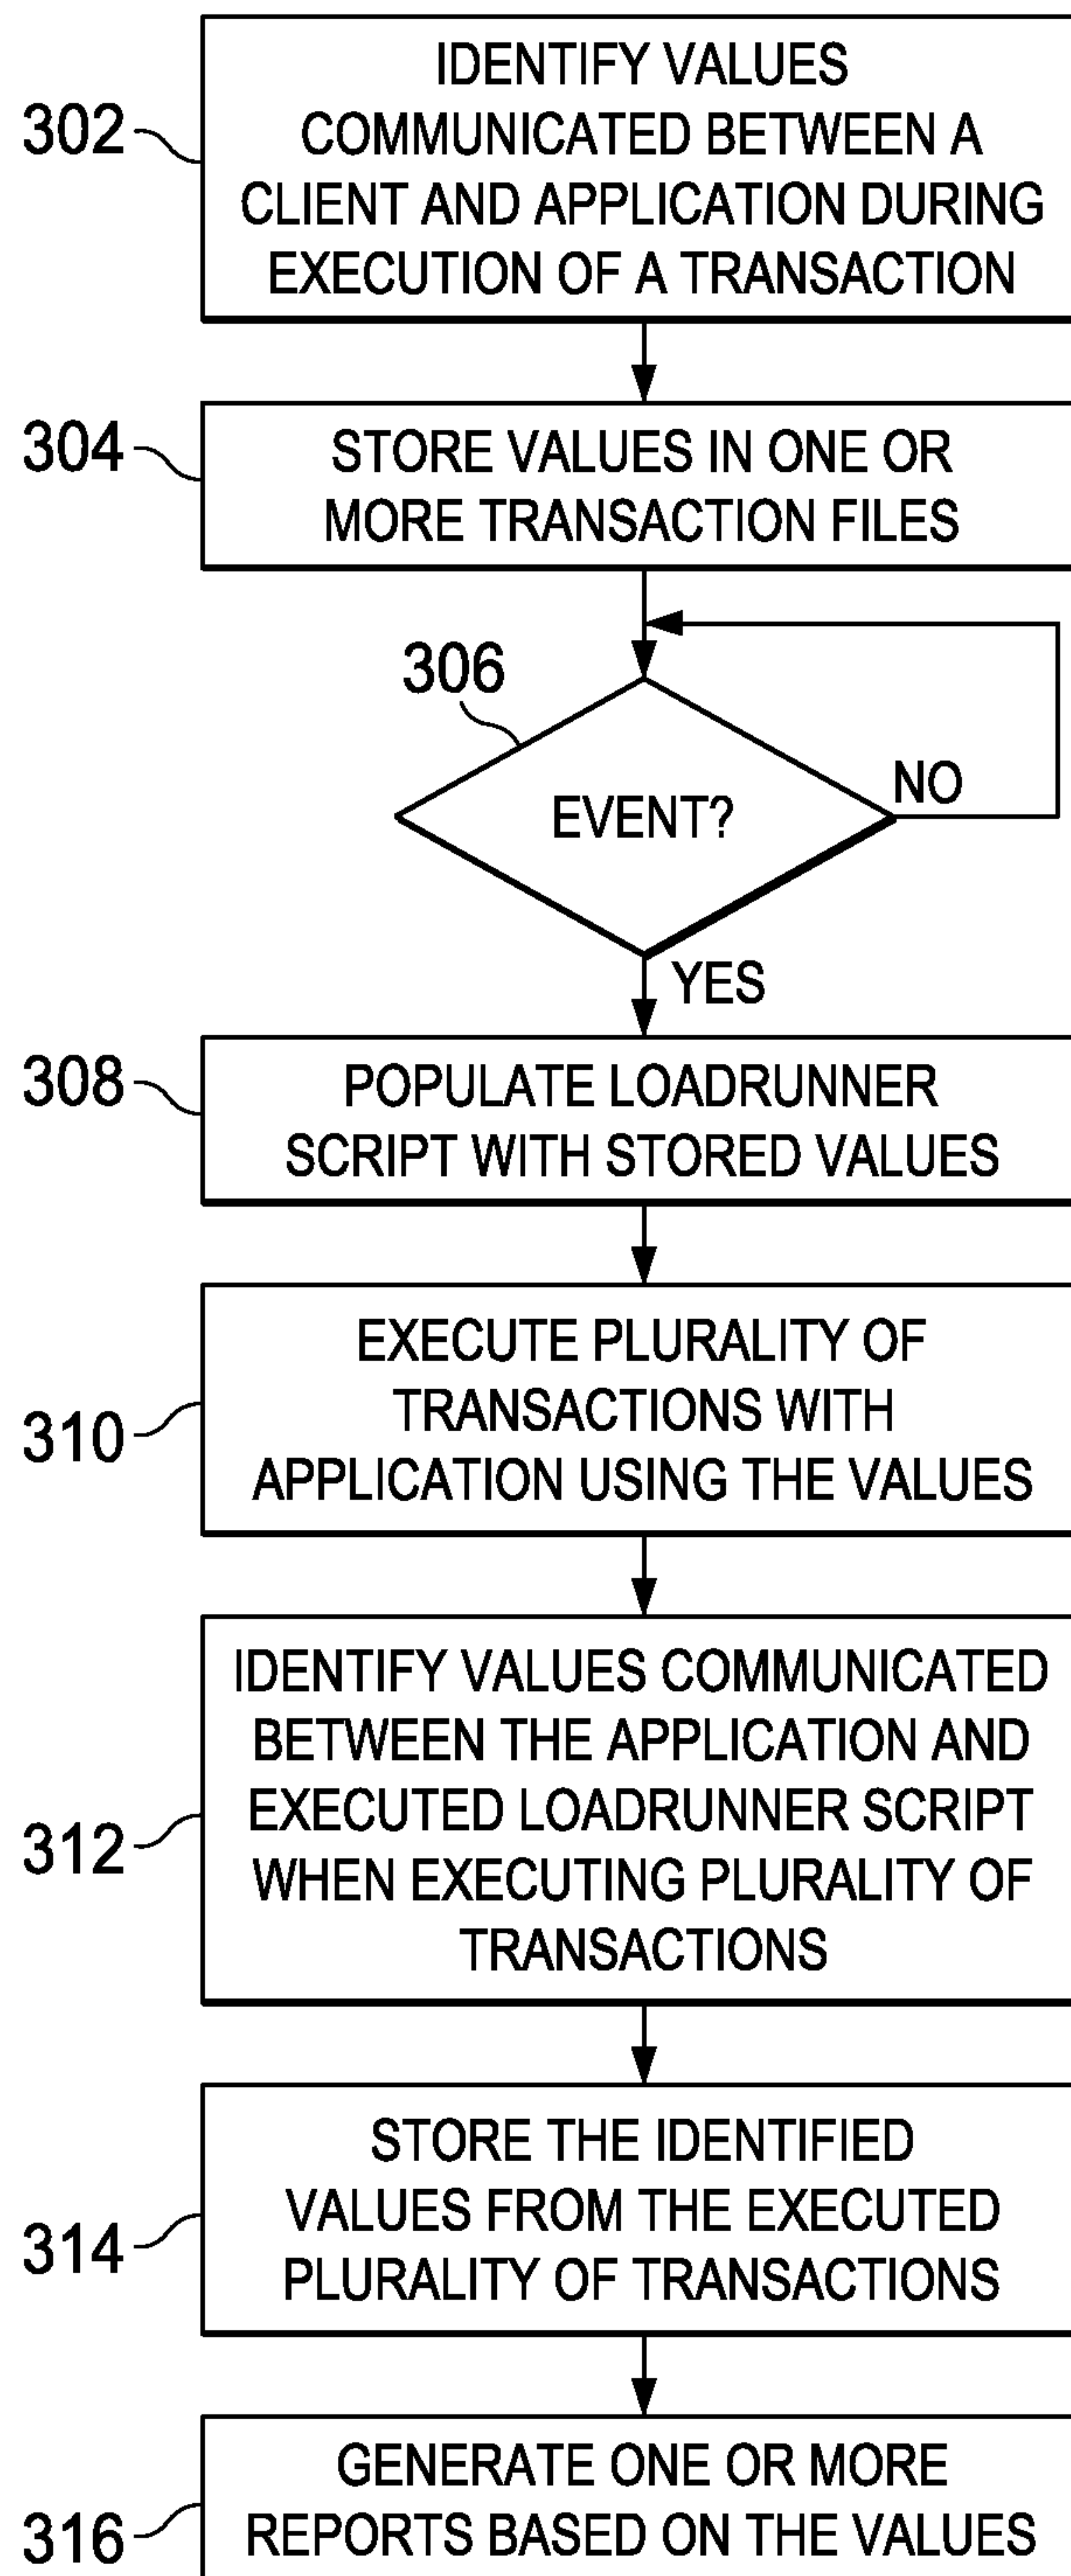 302
IDENTIFY VALUES
COMMUNICATED BETWEEN A
CLIENT AND APPLICATION DURING
EXECUTION OF A TRANSACTION
304
STORE VALUES IN ONE OR
MORE TRANSACTION FILES
306
EVENT?
NO
YES
308
POPULATE LOADRUNNER
SCRIPT WITH STORED VALUES
310
EXECUTE PLURALITY OF
TRANSACTIONS WITH
APPLICATION USING THE VALUES
312
IDENTIFY VALUES COMMUNICATED
BETWEEN THE APPLICATION AND
EXECUTED LOADRUNNER SCRIPT
WHEN EXECUTING PLURALITY OF
TRANSACTIONS
314
STORE THE IDENTIFIED
VALUES FROM THE EXECUTED
PLURALITY OF TRANSACTIONS
316
GENERATE ONE OR MORE
REPORTS BASED ON THE VALUES